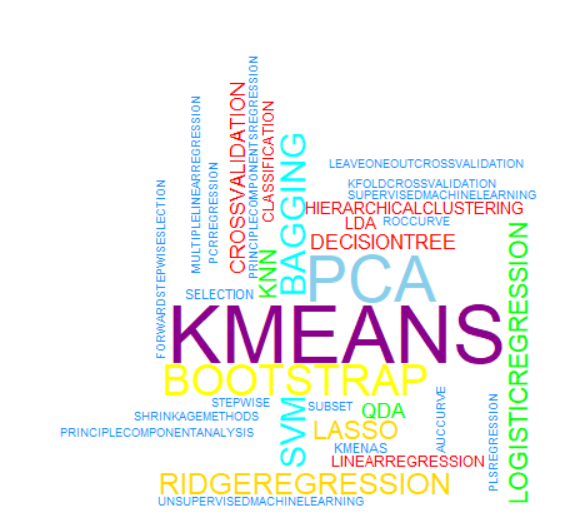 FORWARDSTEPWISESELECTION
MULTIPLELINEARREGRESSION
PCRREGRESSION
CROSSVALIDATION
PRINCIPLECOMPONENTSREGRESSION
CLASSIFICATION
KNN
BAGGING
LEAVEONEOUTCROSSVALIDATION
KFOLDCROSSVALIDATION
SUPERVISEDMACHINELEARNING
HIERARCHICALCLUSTERING
LDA
ROCCURVE
DECISIONTREE
PCA
SELECTION
KMEANS
BOOTSTRAP
LOGISTICREGRESSION
STEPWISE
SHRINKAGEMETHODS
PRINCIPLECOMPONENTANALYSIS
SVM
SUBSET
QDA
LASSO
KMENAS
LINEARREGRESSION
AUCCURVE
PLSREGRESSION
RIDGEREGRESSION
UNSUPERVISEDMACHINELEARNING